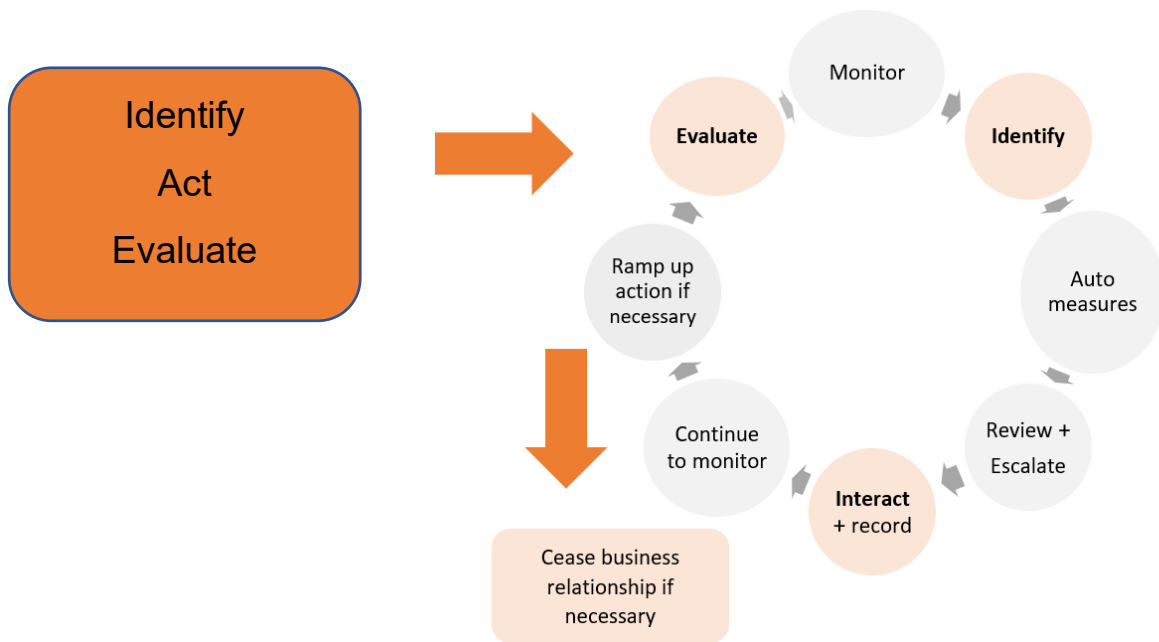 Identify
Act
Evaluate
Monitor
Identify
Auto
measures
Review +
Escalate
Interact
+ record
Continue
to monitor
Ramp up
action if
necessary
Evaluate
Cease business
relationship if
necessary